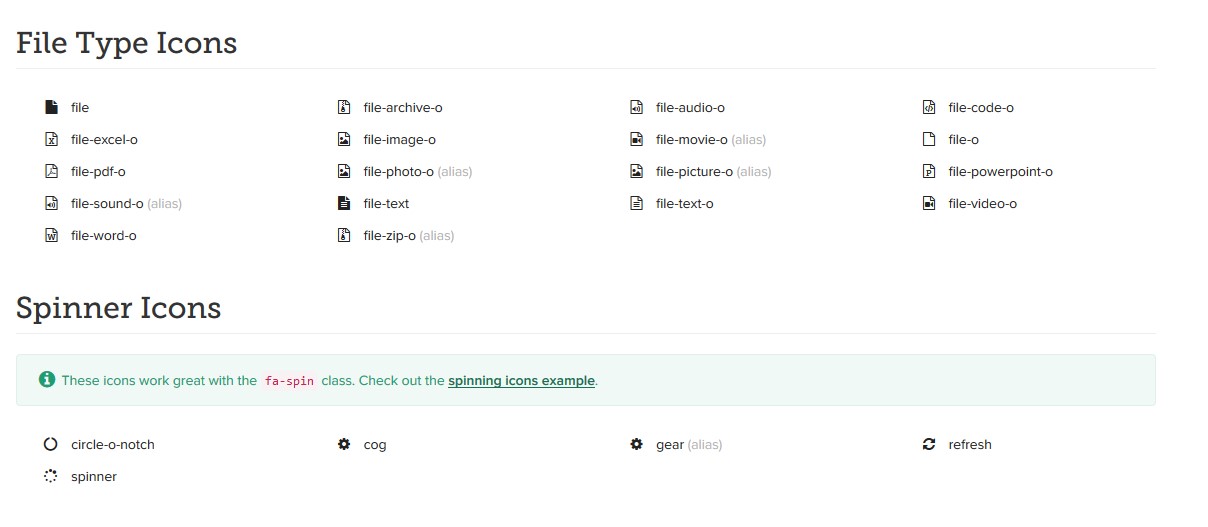 File Type Icons
file file-archive-o file-audio-o file-code-o
file-excel-o file-image-o file-movie-o (alias) file-o
file-pdf-o file-photo-o (alias) file-picture-o (alias) file-powerpoint-o
file-sound-o (alias) file-text file-text-o file-video-o
file-word-o file-zip-o (alias)
Spinner Icons
These icons work great with the fa-spin class. Check out the spinning icons example.
circle-o-notch cog gear (alias) refresh
spinner